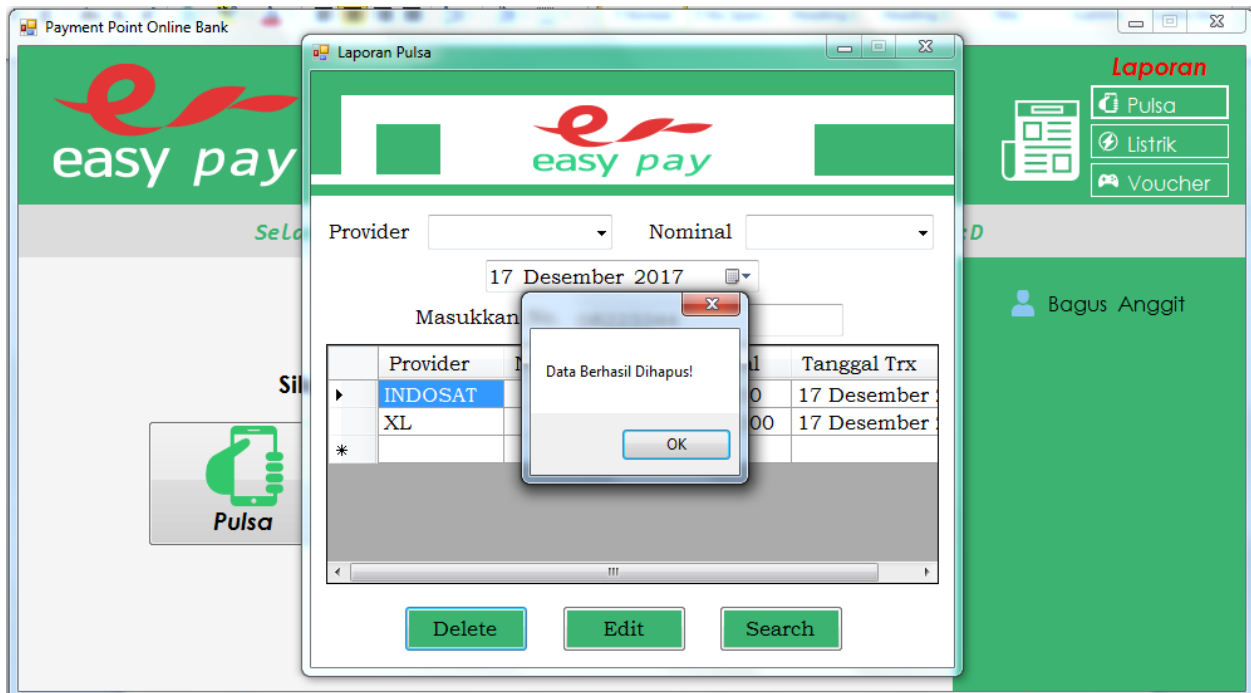 Payment Point Online Bank
Laporan Pulsa
Laporan
Pulsa
Listrik
Voucher
easy pay
easy pay
Provider
Nominal
17 Desember 2017
Masukkan
Bagus Anggit
Provider
Tanggal Trx
INDOSAT
17 Desember
XL
00
17 Desember
Data Berhasil Dihapus!
OK
Pulsa
Delete
Edit
Search